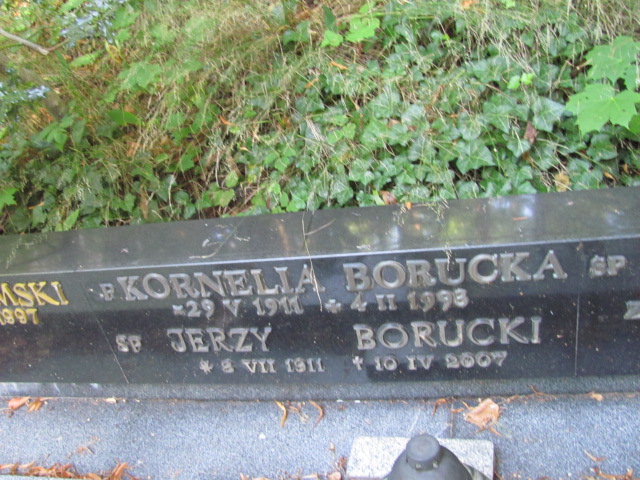 MSKI
1997
ŚP KORNELIA BORUCKA
*29 V 1911 + 4 II 1993
ŚP JERZY BORUCKI
* 8 VII 1911 + 10 IV 2007
ŚP